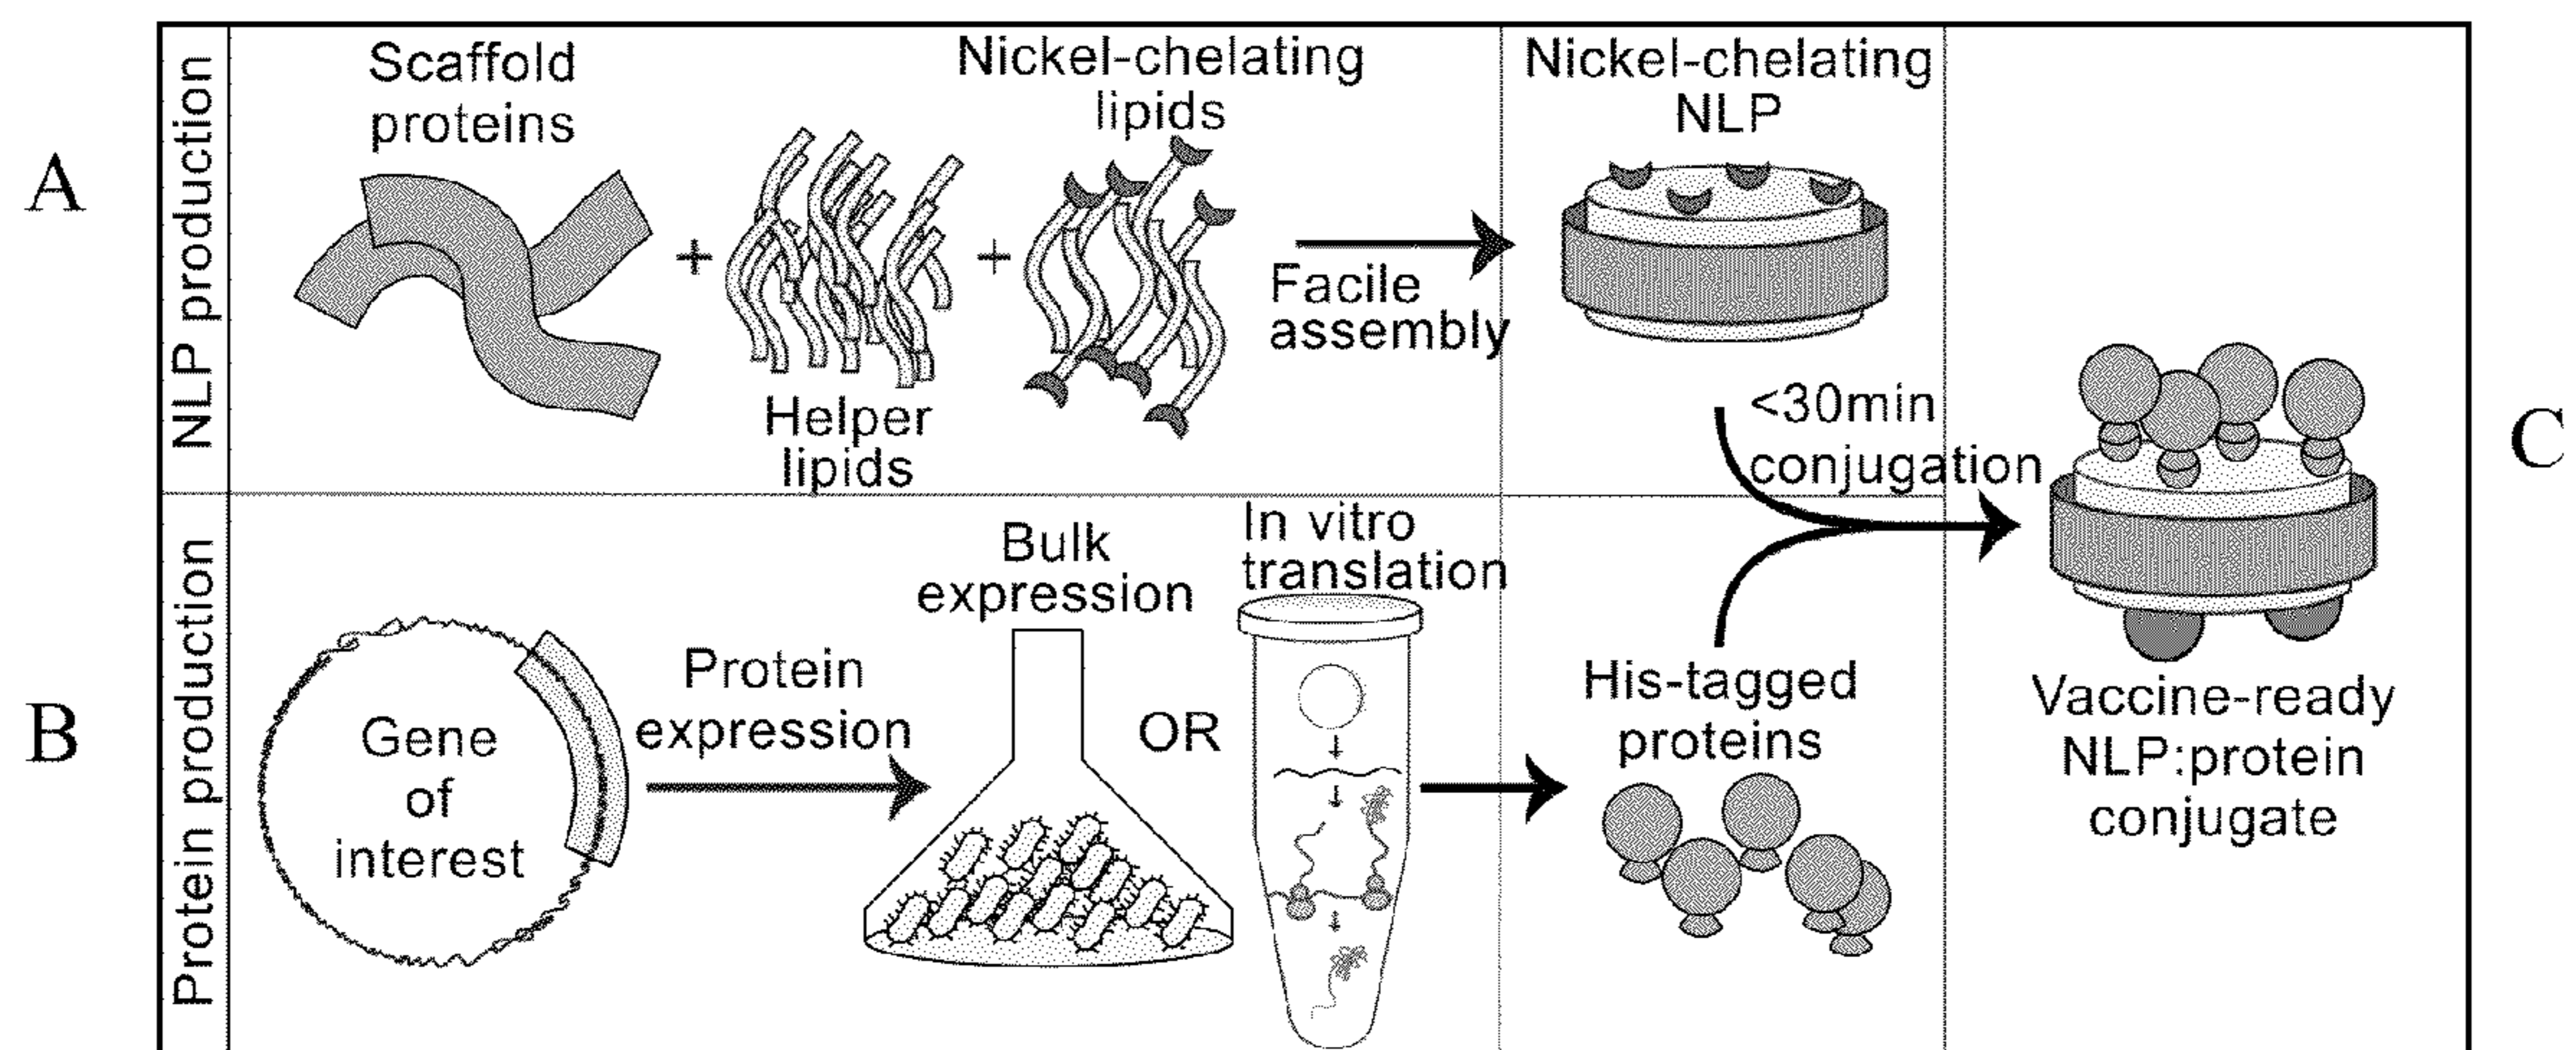 A
NLP production
Scaffold
proteins
+
Helper
lipids
+
Nickel-chelating
lipids
Facile
assembly
Nickel-chelating
NLP
<30min
conjugation
C
Vaccine-ready
NLP:protein
conjugate
B
Protein production
Gene
of
interest
Protein
expression
Bulk
expression
OR
In vitro
translation
His-tagged
proteins